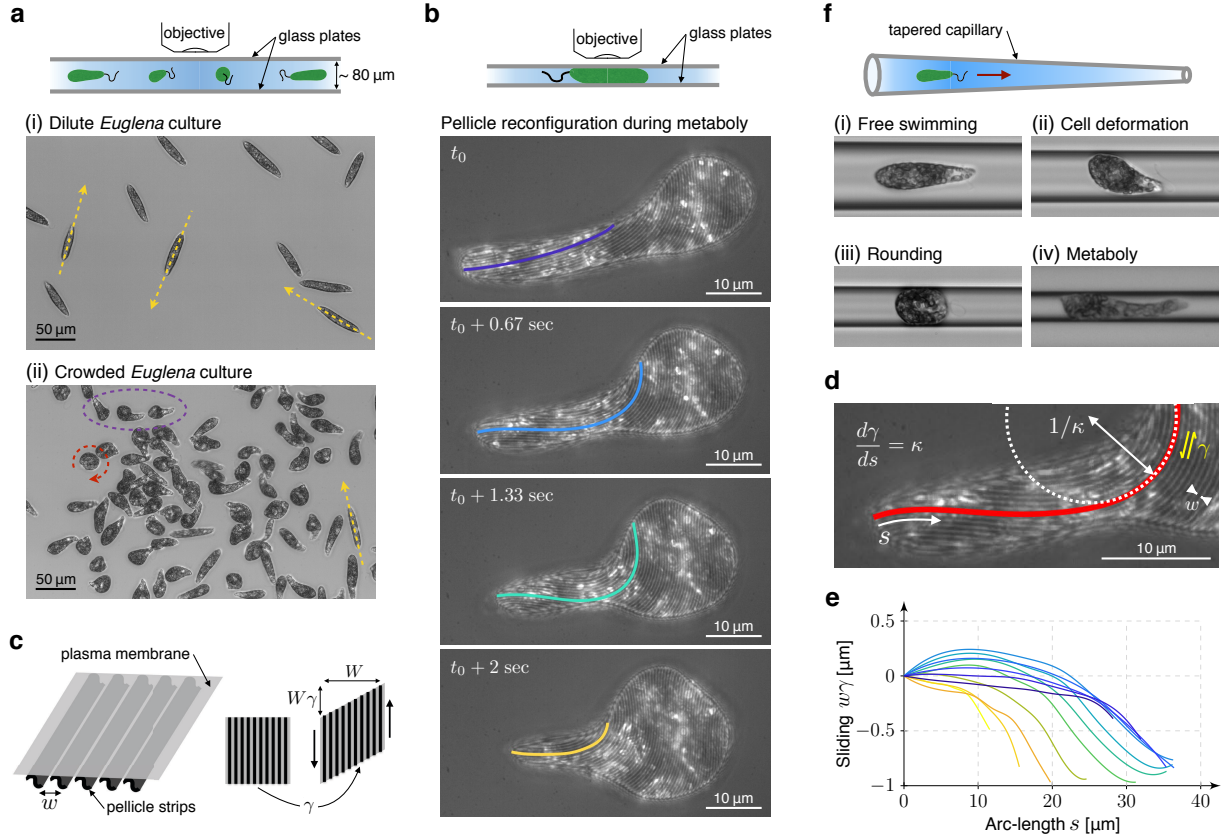 a
objective
glass plates
~ 80 µm
(i) Dilute Euglena culture
50 µm
(ii) Crowded Euglena culture
50 µm
b
objective
glass plates
Pellicle reconfiguration during metaboly
t0
10 µm
t0 + 0.67 sec
10 µm
t0 + 1.33 sec
10 µm
t0 + 2 sec
10 µm
c
plasma membrane
w
pellicle strips
W
Wγ
γ
f
tapered capillary
(i) Free swimming
(ii) Cell deformation
(iii) Rounding
(iv) Metaboly
d
dγ/ds = κ
1/κ
γ
w
s
10 µm
e
Sliding wγ [µm]
0.5
0
−0.5
−1
0
10
20
30
40
Arc-length s [µm]